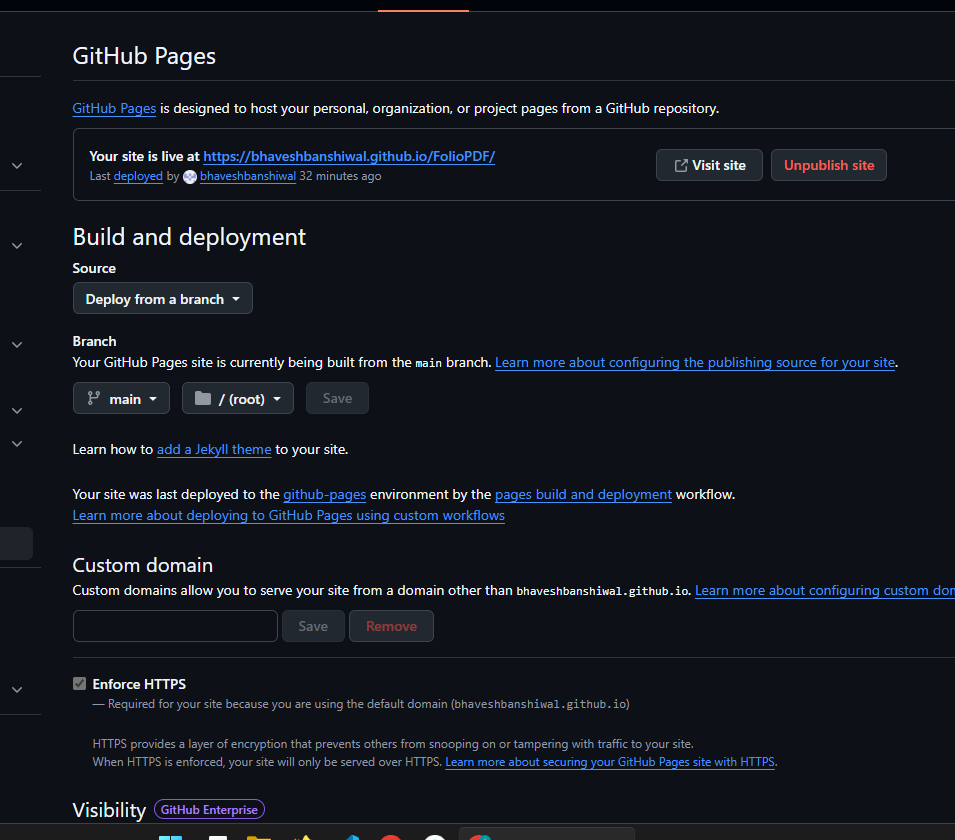 GitHub Pages
GitHub Pages is designed to host your personal, organization, or project pages from a GitHub repository.
Your site is live at https://bhaveshbanshiwal.github.io/FolioPDF/
Last deployed by bhaveshbanshiwal 32 minutes ago
Visit site
Unpublish site
Build and deployment
Source
Deploy from a branch
Branch
Your GitHub Pages site is currently being built from the main branch. Learn more about configuring the publishing source for your site.
main
/ (root)
Save
Learn how to add a Jekyll theme to your site.
Your site was last deployed to the github-pages environment by the pages build and deployment workflow.
Learn more about deploying to GitHub Pages using custom workflows
Custom domain
Custom domains allow you to serve your site from a domain other than bhaveshbanshiwal.github.io. Learn more about configuring custom
Save
Remove
Enforce HTTPS
— Required for your site because you are using the default domain (bhaveshbanshiwal.github.io)
HTTPS provides a layer of encryption that prevents others from snooping on or tampering with traffic to your site.
When HTTPS is enforced, your site will only be served over HTTPS. Learn more about securing your GitHub Pages site with HTTPS.
Visibility GitHub Enterprise